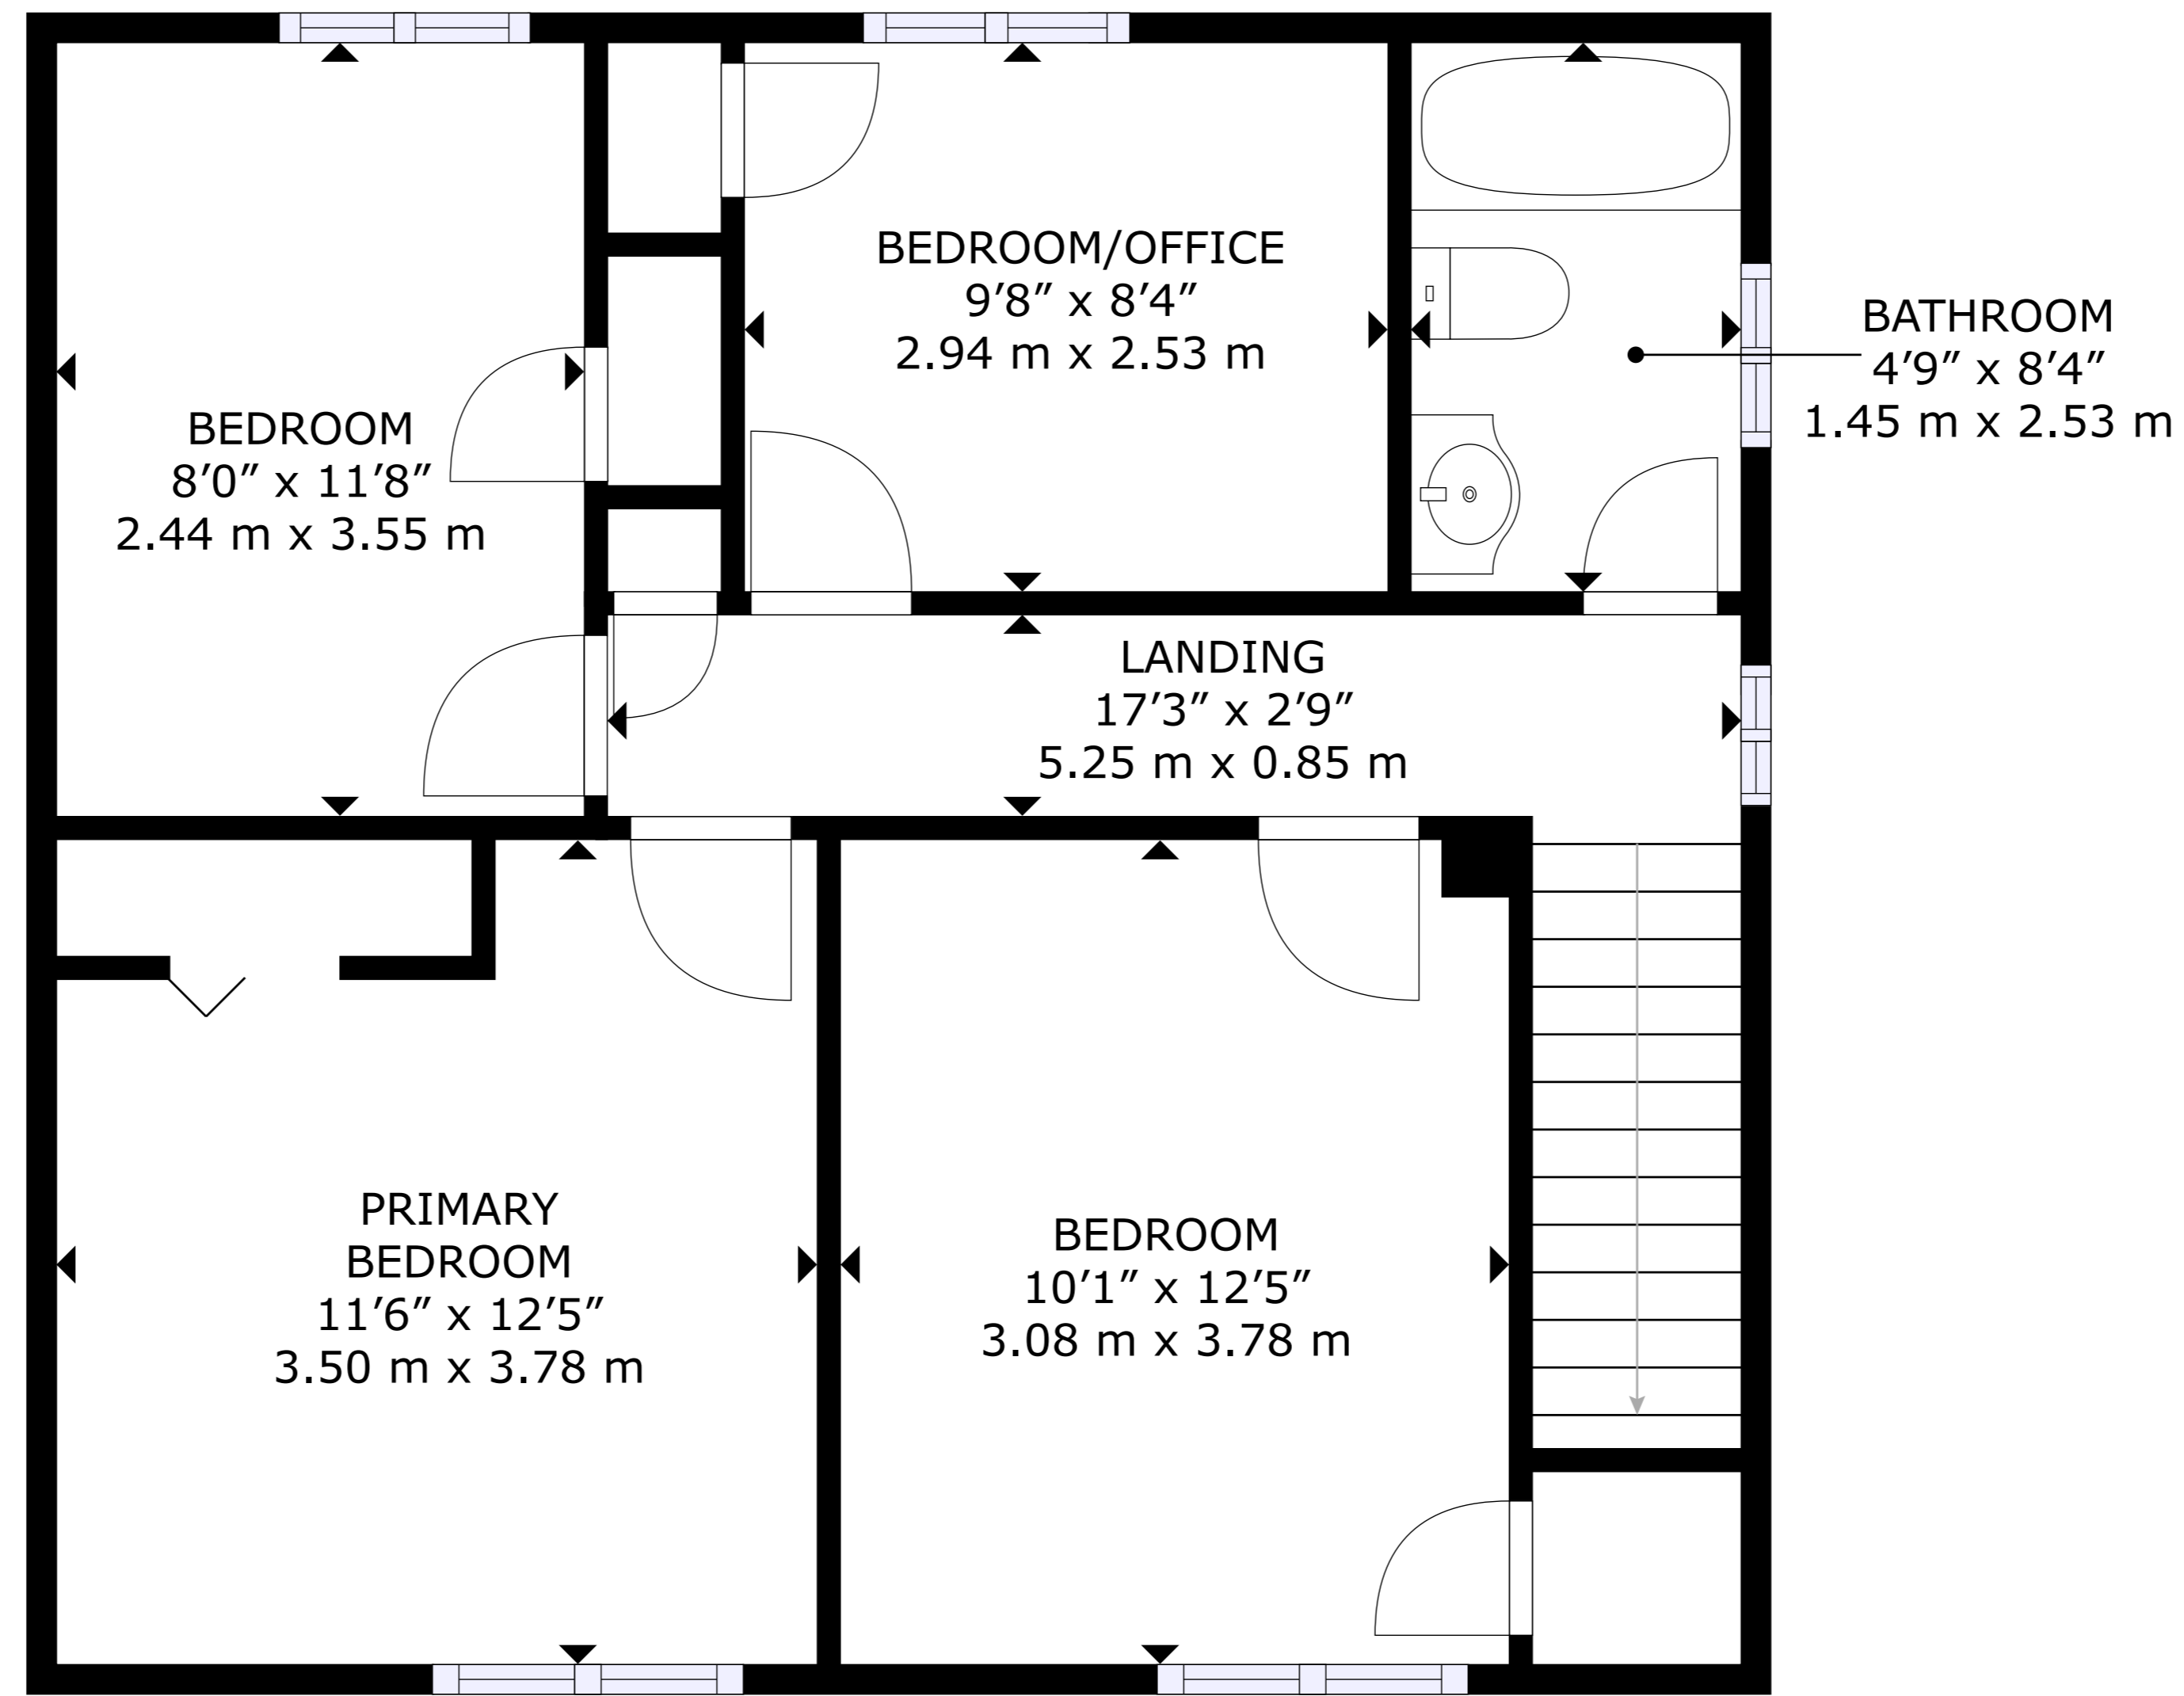 BEDROOM/OFFICE
9′8″ x 8′4″
2.94 m x 2.53 m
BATHROOM
4′9″ x 8′4″
1.45 m x 2.53 m
BEDROOM
8′0″ x 11′8″
2.44 m x 3.55 m
LANDING
17′3″ x 2′9″
5.25 m x 0.85 m
PRIMARY
BEDROOM
11′6″ x 12′5″
3.50 m x 3.78 m
BEDROOM
10′1″ x 12′5″
3.08 m x 3.78 m